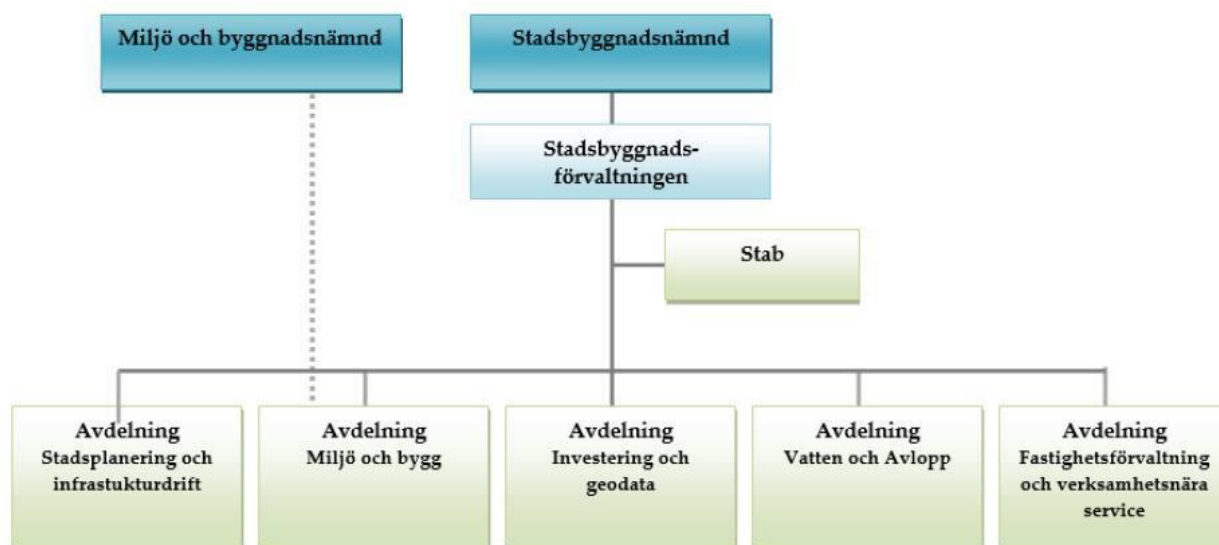 Miljö och byggnadsnämnd
Stadsbyggnadsnämnd
Stadsbyggnads-
förvaltningen
Stab
Avdelning
Stadsplanering och
infrastukturdrift
Avdelning
Miljö och bygg
Avdelning
Investering och
geodata
Avdelning
Vatten och Avlopp
Avdelning
Fastighetsförvaltning
och verksamhetsnära
service